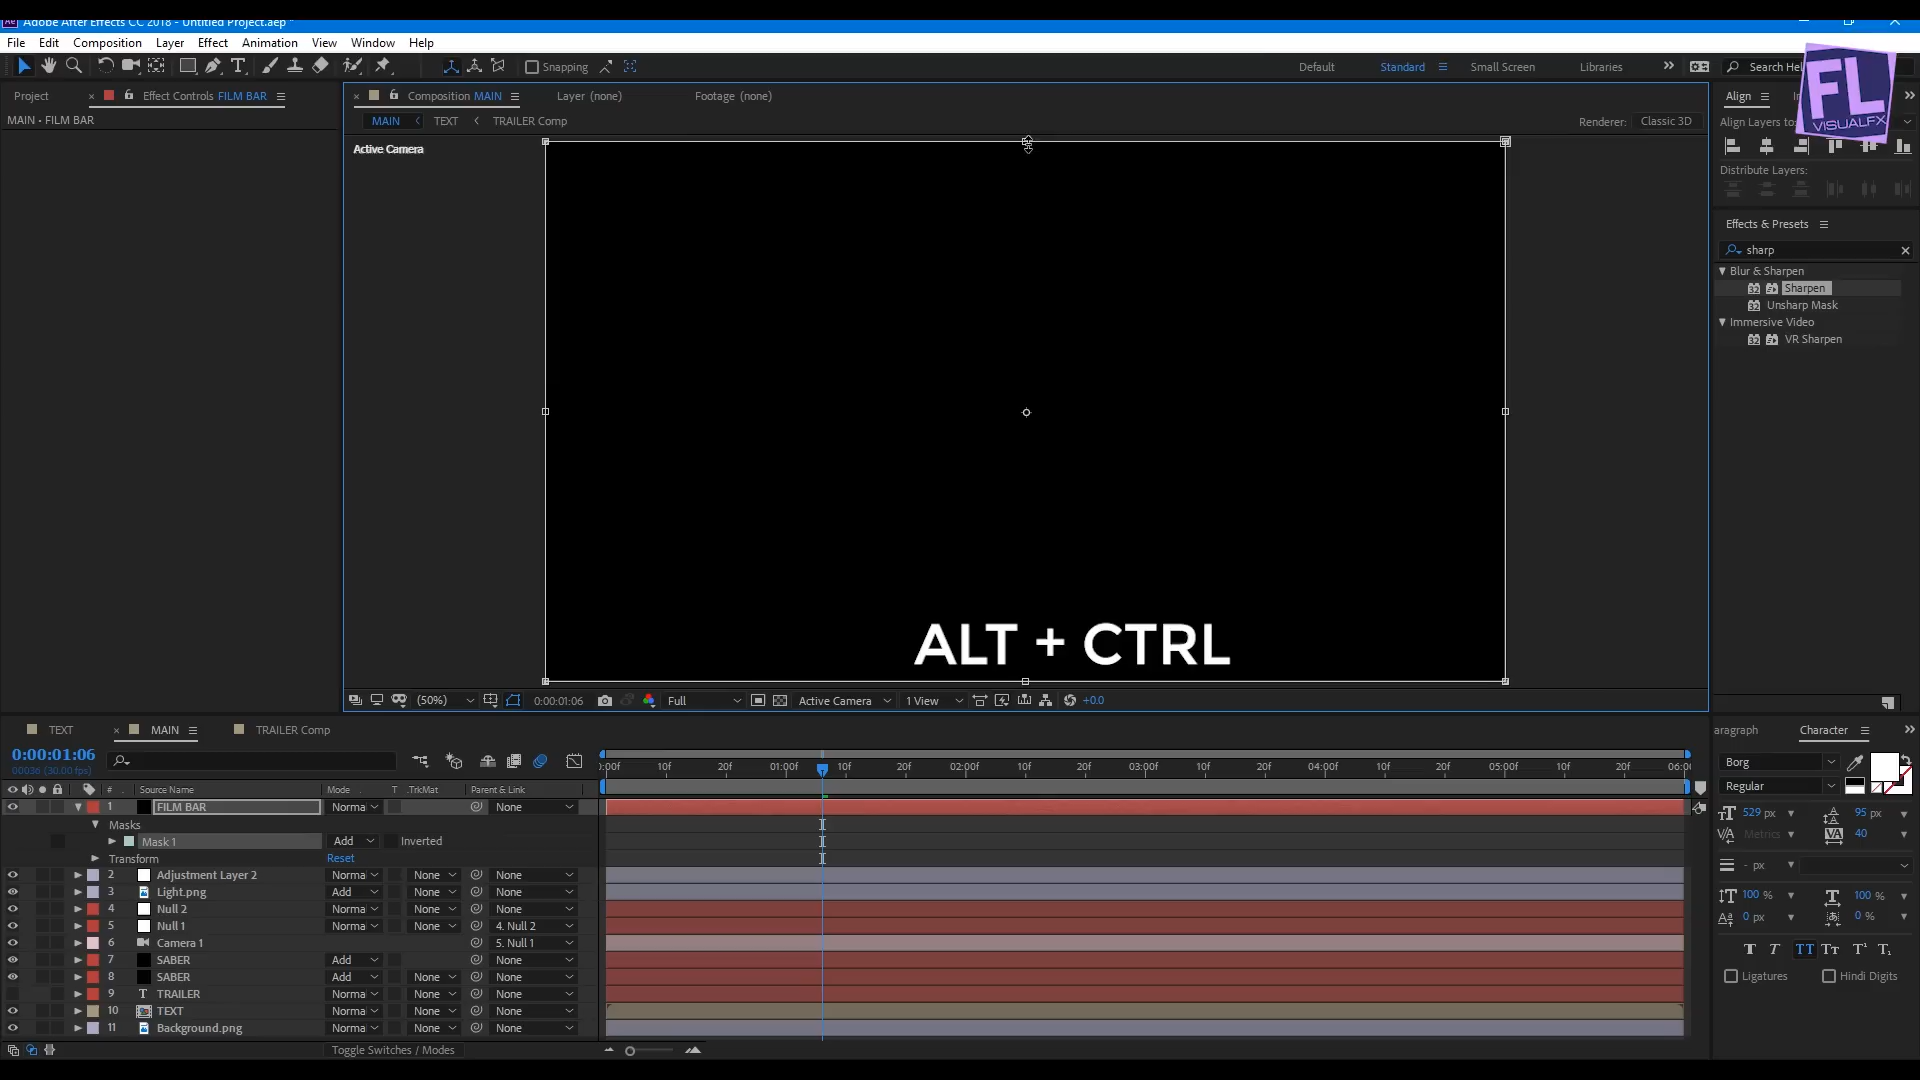 Adobe After Effects CC 2018 - Untitled Project.aep *
File Edit Composition Layer Effect Animation View Window Help
Snapping
Default Standard Small Screen Libraries
Search Hel
FL
VISUALFX
Project
Effect Controls FILM BAR
Composition MAIN
Layer (none)
Footage (none)
Align
MAIN • FILM BAR
MAIN TEXT TRAILER Comp
Renderer: Classic 3D
Align Layers to:
Active Camera
Distribute Layers:
Effects & Presets
sharp
Blur & Sharpen
Sharpen
Unsharp Mask
Immersive Video
VR Sharpen
ALT + CTRL
(50%) 0:00:01:06 Full Active Camera 1 View +0.0
TEXT MAIN TRAILER Comp
aragraph Character
0:00:01:06
00036 (30.00 fps)
:00f 10f 20f 01:00f 10f 20f 02:00f 10f 20f 03:00f 10f 20f 04:00f 10f 20f 05:00f 10f 20f 06:0
# Source Name Mode T .TrkMat Parent & Link
1 FILM BAR Norma None
Masks
Mask 1 Add Inverted
Transform Reset
2 Adjustment Layer 2 Norma None None
3 Light.png Add None None
4 Null 2 Norma None None
5 Null 1 Norma None 4. Null 2
6 Camera 1 5. Null 1
7 SABER Add None
8 SABER Add None None
9 T TRAILER Norma None None
10 TEXT Norma None None
11 Background.png Norma None None
Toggle Switches / Modes
Borg
Regular
529 px 95 px
Metrics 40
- px
100 % 100 %
0 px 0 %
T T TT Tr T¹ T₁
Ligatures Hindi Digits